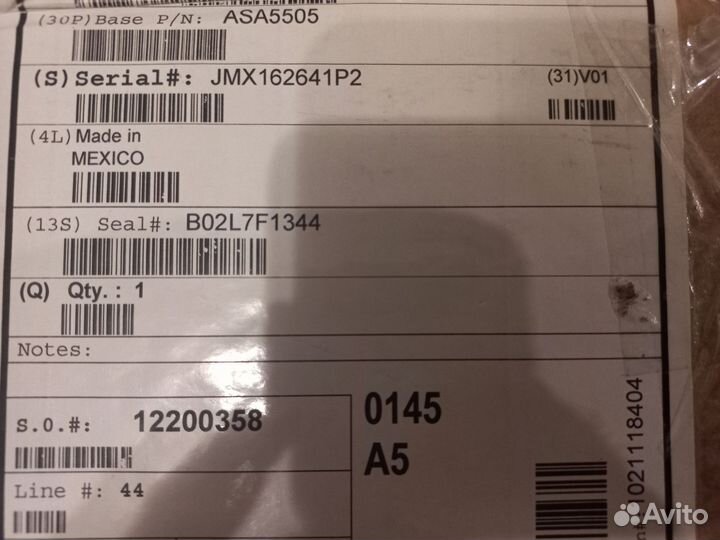 (30P) Base P/N: ASA5505
(S) Serial#: JMX162641P2
(31)V01
(4L) Made in
MEXICO
(13S) Seal#: B02L7F1344
(Q) Qty.: 1
Notes:
S.O.#: 12200358
0145
A5
Line #: 44
1021118404
Avito